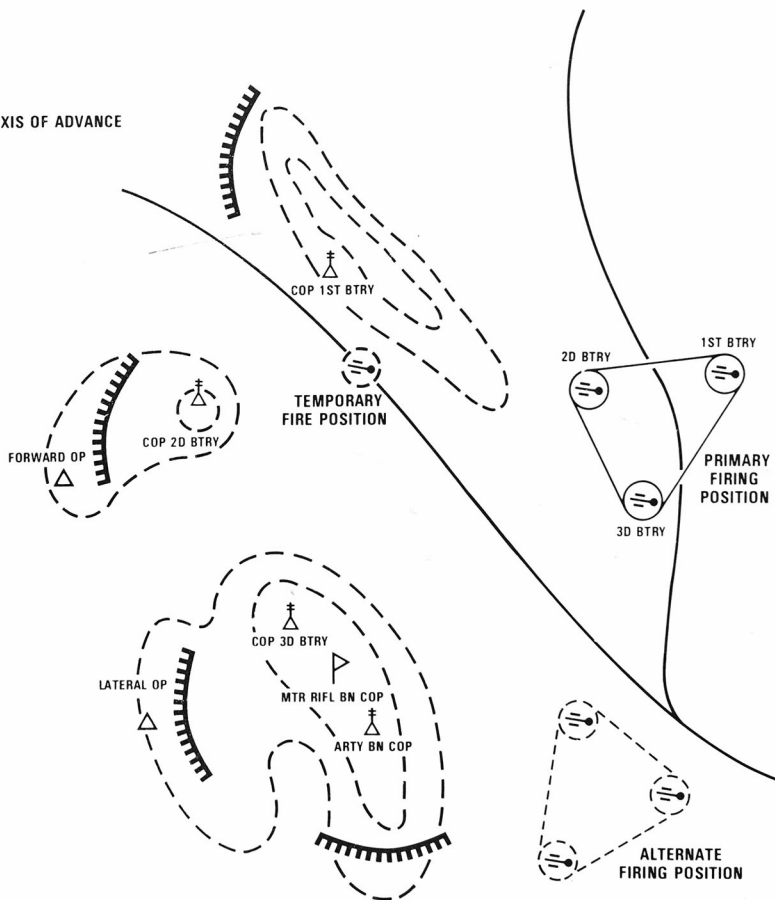 XIS OF ADVANCE
COP 1ST BTRY
2D BTRY
1ST BTRY
TEMPORARY
FIRE POSITION
COP 2D BTRY
FORWARD OP
PRIMARY
FIRING
POSITION
3D BTRY
COP 3D BTRY
LATERAL OP
MTR RIFL BN COP
ARTY BN COP
ALTERNATE
FIRING POSITION